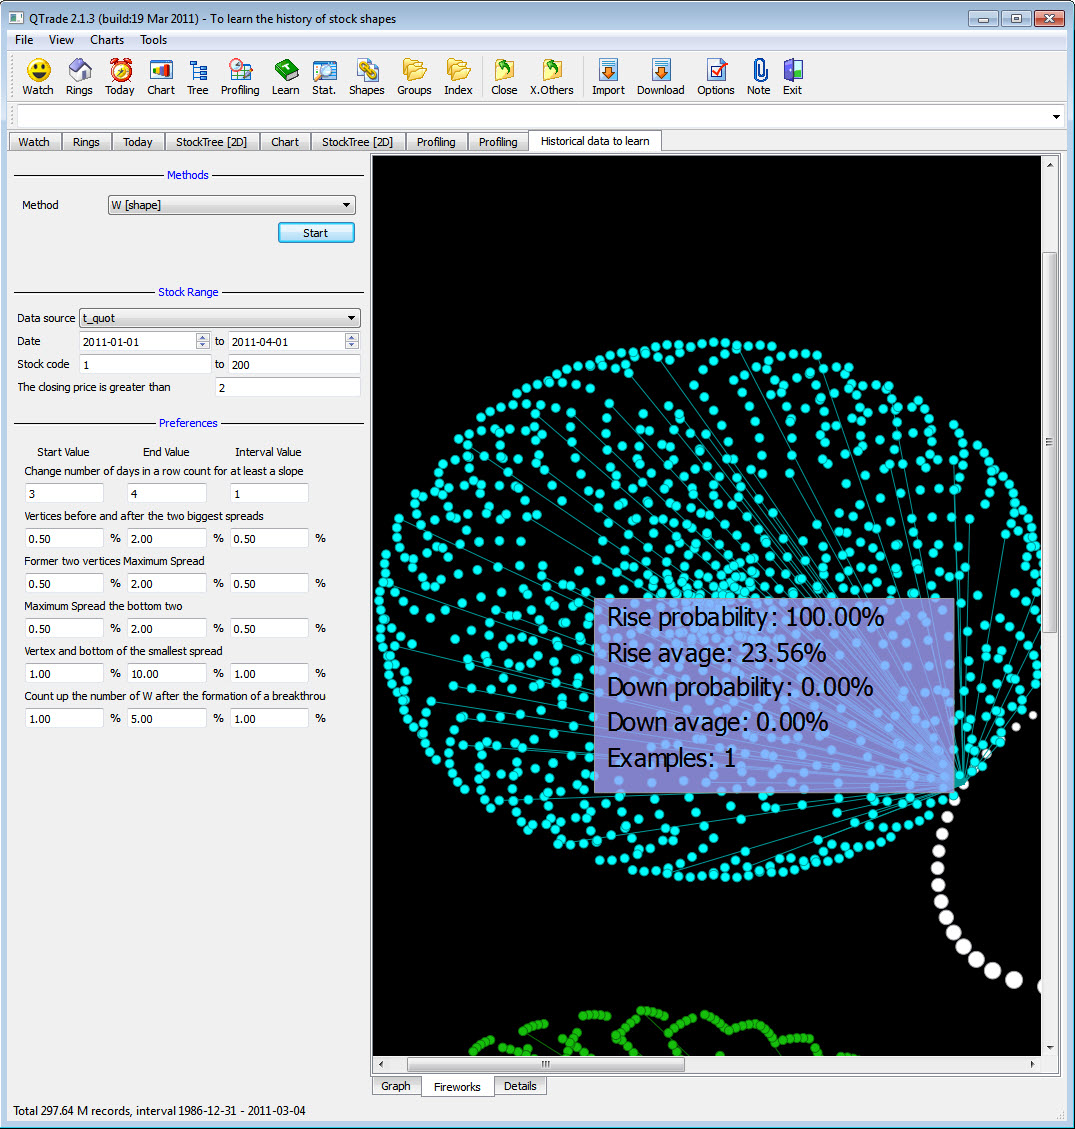 QTrade 2.1.3 (build:19 Mar 2011) - To learn the history of stock shapes
File View Charts Tools
Watch Rings Today Chart Tree Profiling Learn Stat. Shapes Groups Index Close X.Others Import Download Options Note Exit
Watch Rings Today StockTree [2D] Chart StockTree [2D] Profiling Profiling Historical data to learn
Methods
Method W [shape]
Start
Stock Range
Data source t_quot
Date 2011-01-01 to 2011-04-01
Stock code 1 to 200
The closing price is greater than 2
Preferences
Start Value End Value Interval Value
Change number of days in a row count for at least a slope
3 4 1
Vertices before and after the two biggest spreads
0.50 % 2.00 % 0.50 %
Former two vertices Maximum Spread
0.50 % 2.00 % 0.50 %
Maximum Spread the bottom two
0.50 % 2.00 % 0.50 %
Vertex and bottom of the smallest spread
1.00 % 10.00 % 1.00 %
Count up the number of W after the formation of a breakthrou
1.00 % 5.00 % 1.00 %
Rise probability: 100.00%
Rise avage: 23.56%
Down probability: 0.00%
Down avage: 0.00%
Examples: 1
Graph Fireworks Details
Total 297.64 M records, interval 1986-12-31 - 2011-03-04